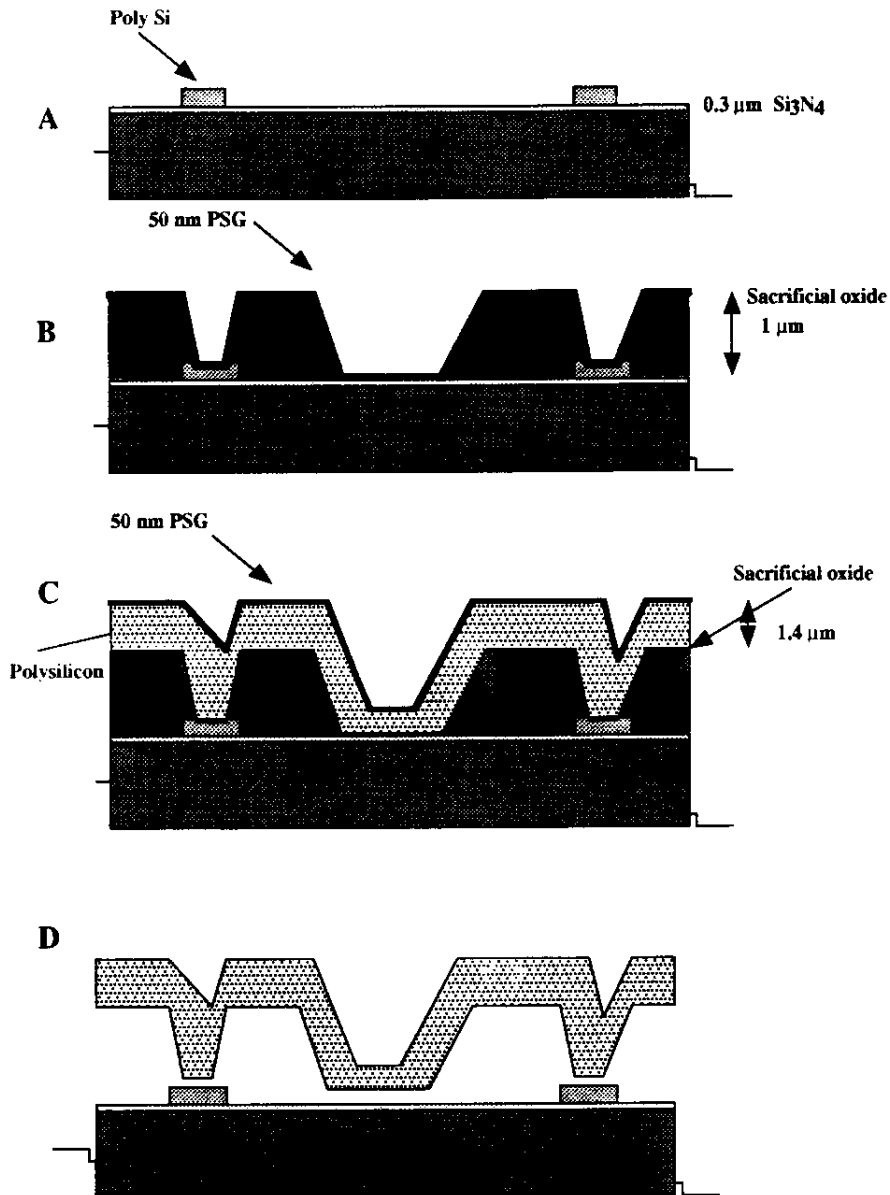 Poly Si
A
0.3 μm Si₃N₄
50 nm PSG
B
Sacrificial oxide
1 μm
50 nm PSG
C
Sacrificial oxide
1.4 μm
Polysilicon
D